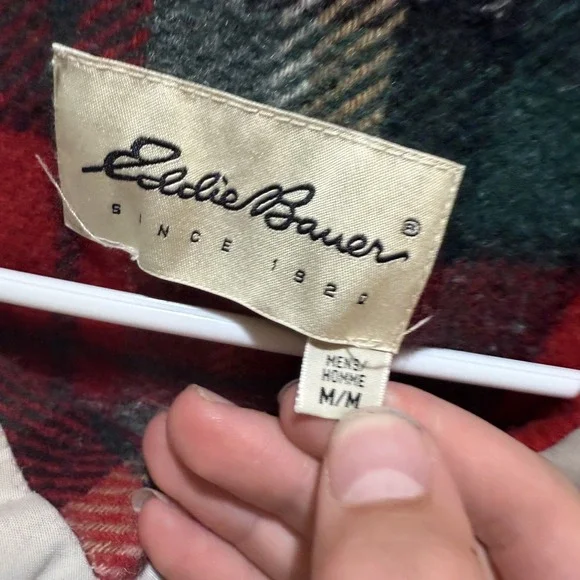 Eddie Bauer®
SINCE 1920
MENS/
HOMME
M/M